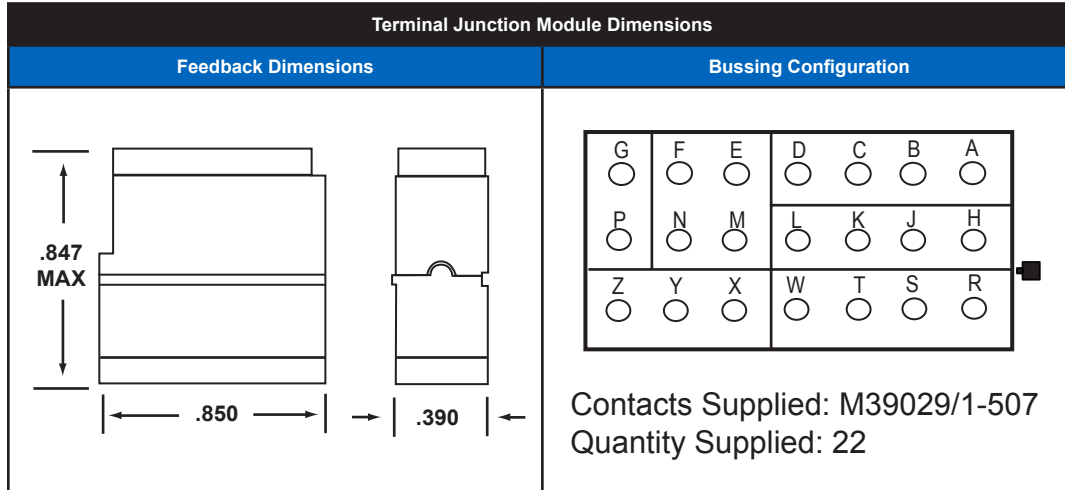 Terminal Junction Module Dimensions
Feedback Dimensions
Bussing Configuration
.847
MAX
.850
.390
G F E D C B A
P N M L K J H
Z Y X W T S R
Contacts Supplied: M39029/1-507
Quantity Supplied: 22